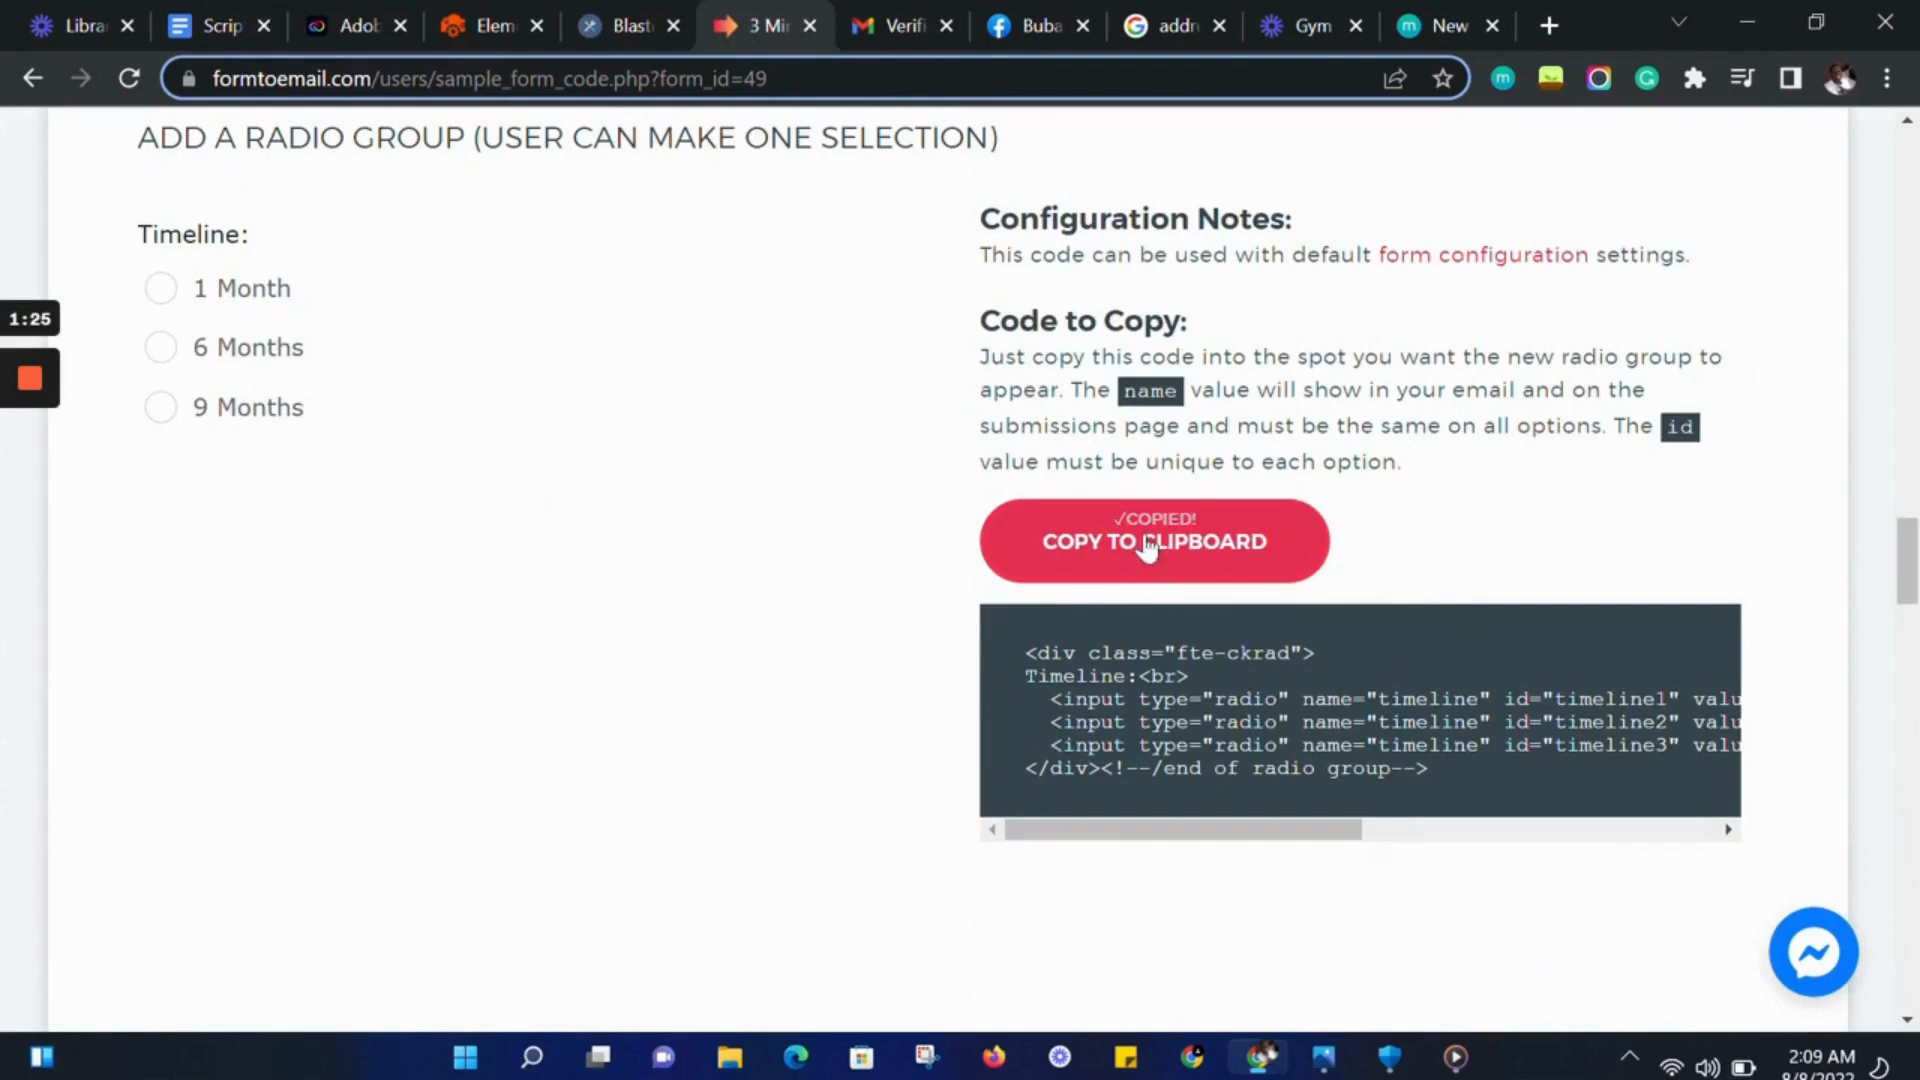 Libra
Scrip
Adob
Elem
Blaste
3 Min
Verifi
Buba
addr
Gym
New
formtoemail.com/users/sample_form_code.php?form_id=49
ADD A RADIO GROUP (USER CAN MAKE ONE SELECTION)
Timeline:
1 Month
6 Months
9 Months
1:25
Configuration Notes:
This code can be used with default form configuration settings.
Code to Copy:
Just copy this code into the spot you want the new radio group to
appear. The name value will show in your email and on the
submissions page and must be the same on all options. The id
value must be unique to each option.
✓COPIED!
COPY TO CLIPBOARD
<div class="fte-ckrad">
Timeline:<br>
<input type="radio" name="timeline" id="timeline1" valu
<input type="radio" name="timeline" id="timeline2" valu
<input type="radio" name="timeline" id="timeline3" valu
</div><!--/end of radio group-->
2:09 AM
8/8/2022